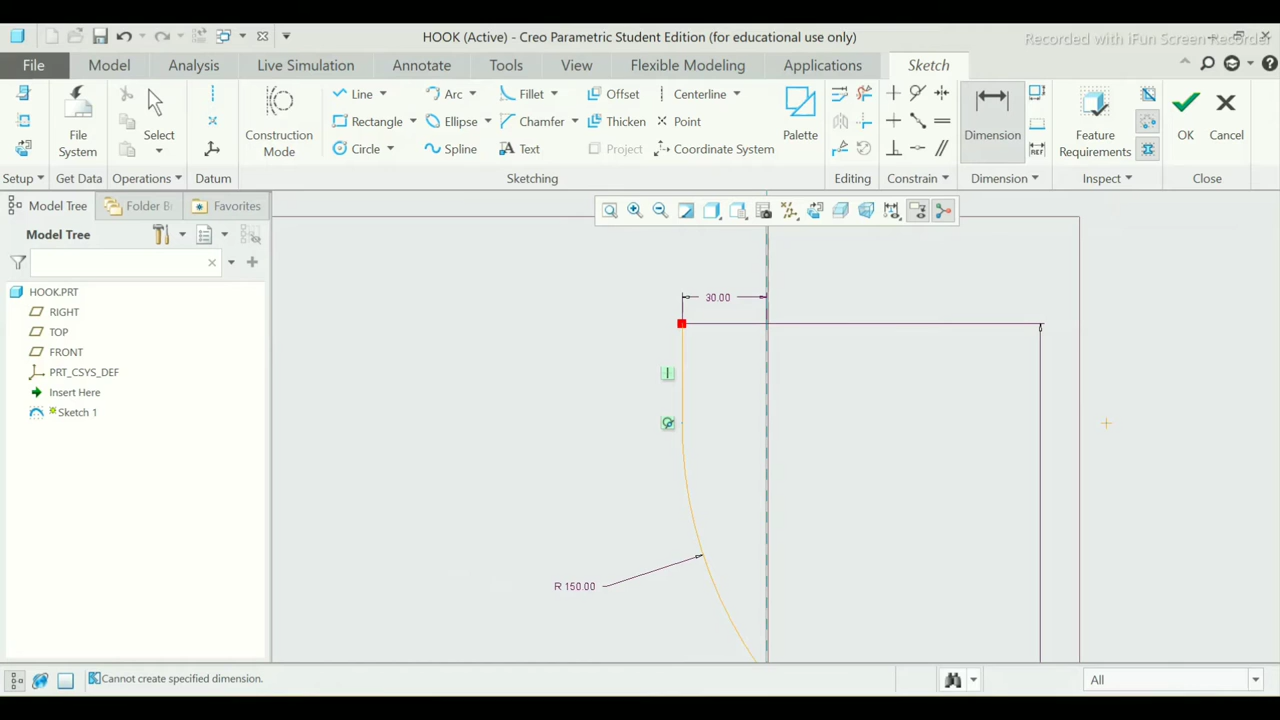 HOOK (Active) - Creo Parametric Student Edition (for educational use only)
Recorded with iFun Screen Recorder
File Model Analysis Live Simulation Annotate Tools View Flexible Modeling Applications Sketch
File System
Select
Construction Mode
Line Arc Fillet Offset Centerline
Rectangle Ellipse Chamfer Thicken Point
Circle Spline Text Project Coordinate System
Palette
Dimension
REF
Feature Requirements
OK
Cancel
Setup Get Data Operations Datum Sketching Editing Constrain Dimension Inspect Close
Model Tree Folder B Favorites
Model Tree
HOOK.PRT
RIGHT
TOP
FRONT
PRT_CSYS_DEF
Insert Here
Sketch 1
30.00
R 150.00
Cannot create specified dimension.
All